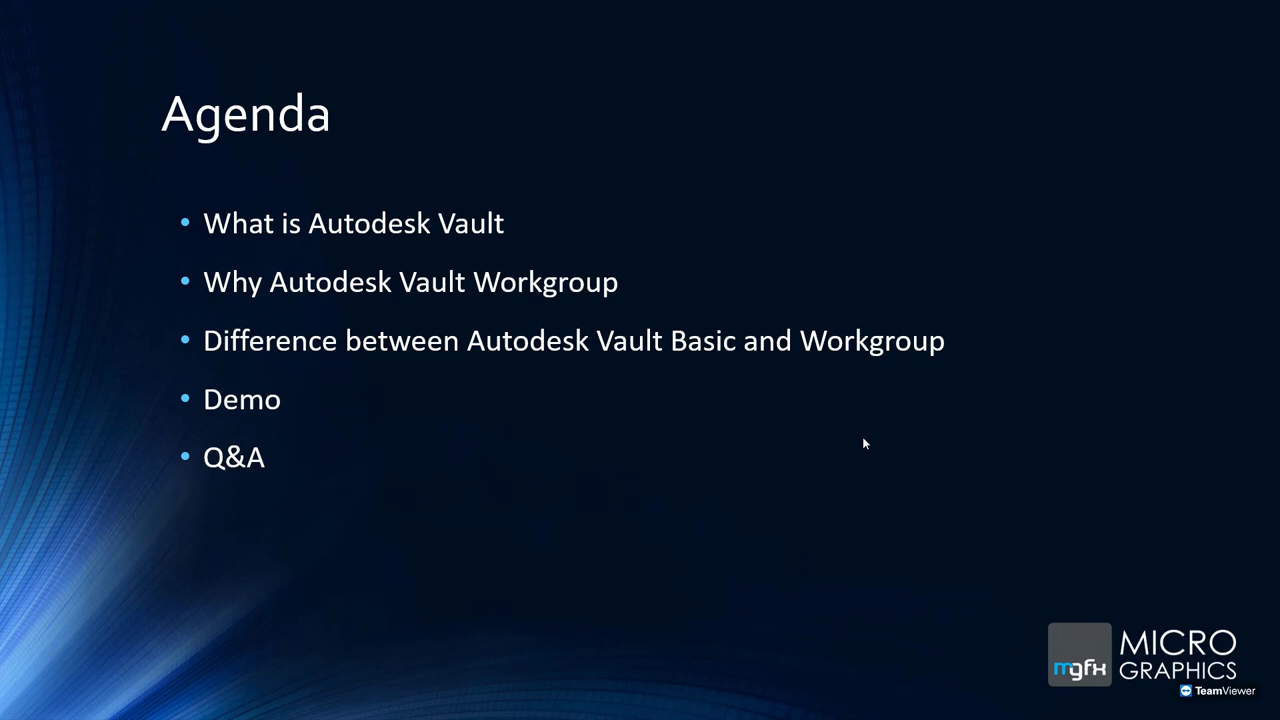 Agenda
• What is Autodesk Vault
• Why Autodesk Vault Workgroup
• Difference between Autodesk Vault Basic and Workgroup
• Demo
• Q&A
mgfx
MICRO
GRAPHICS
TeamViewer